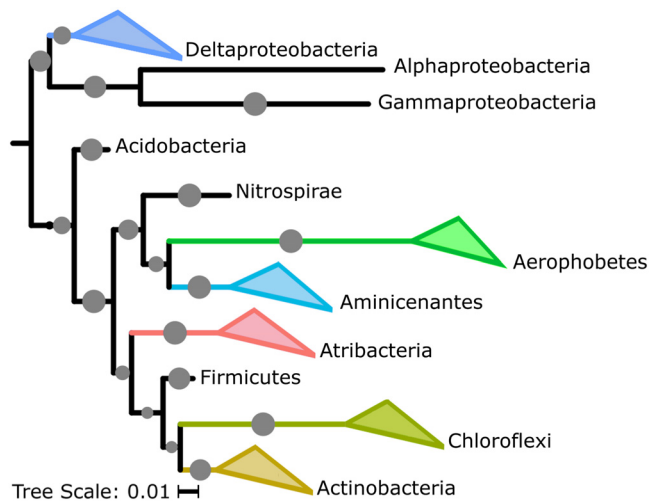 Deltaproteobacteria
Alphaproteobacteria
Gammaproteobacteria
Acidobacteria
Nitrospirae
Aerophobetes
Aminicenantes
Atribacteria
Firmicutes
Chloroflexi
Actinobacteria
Tree Scale: 0.01